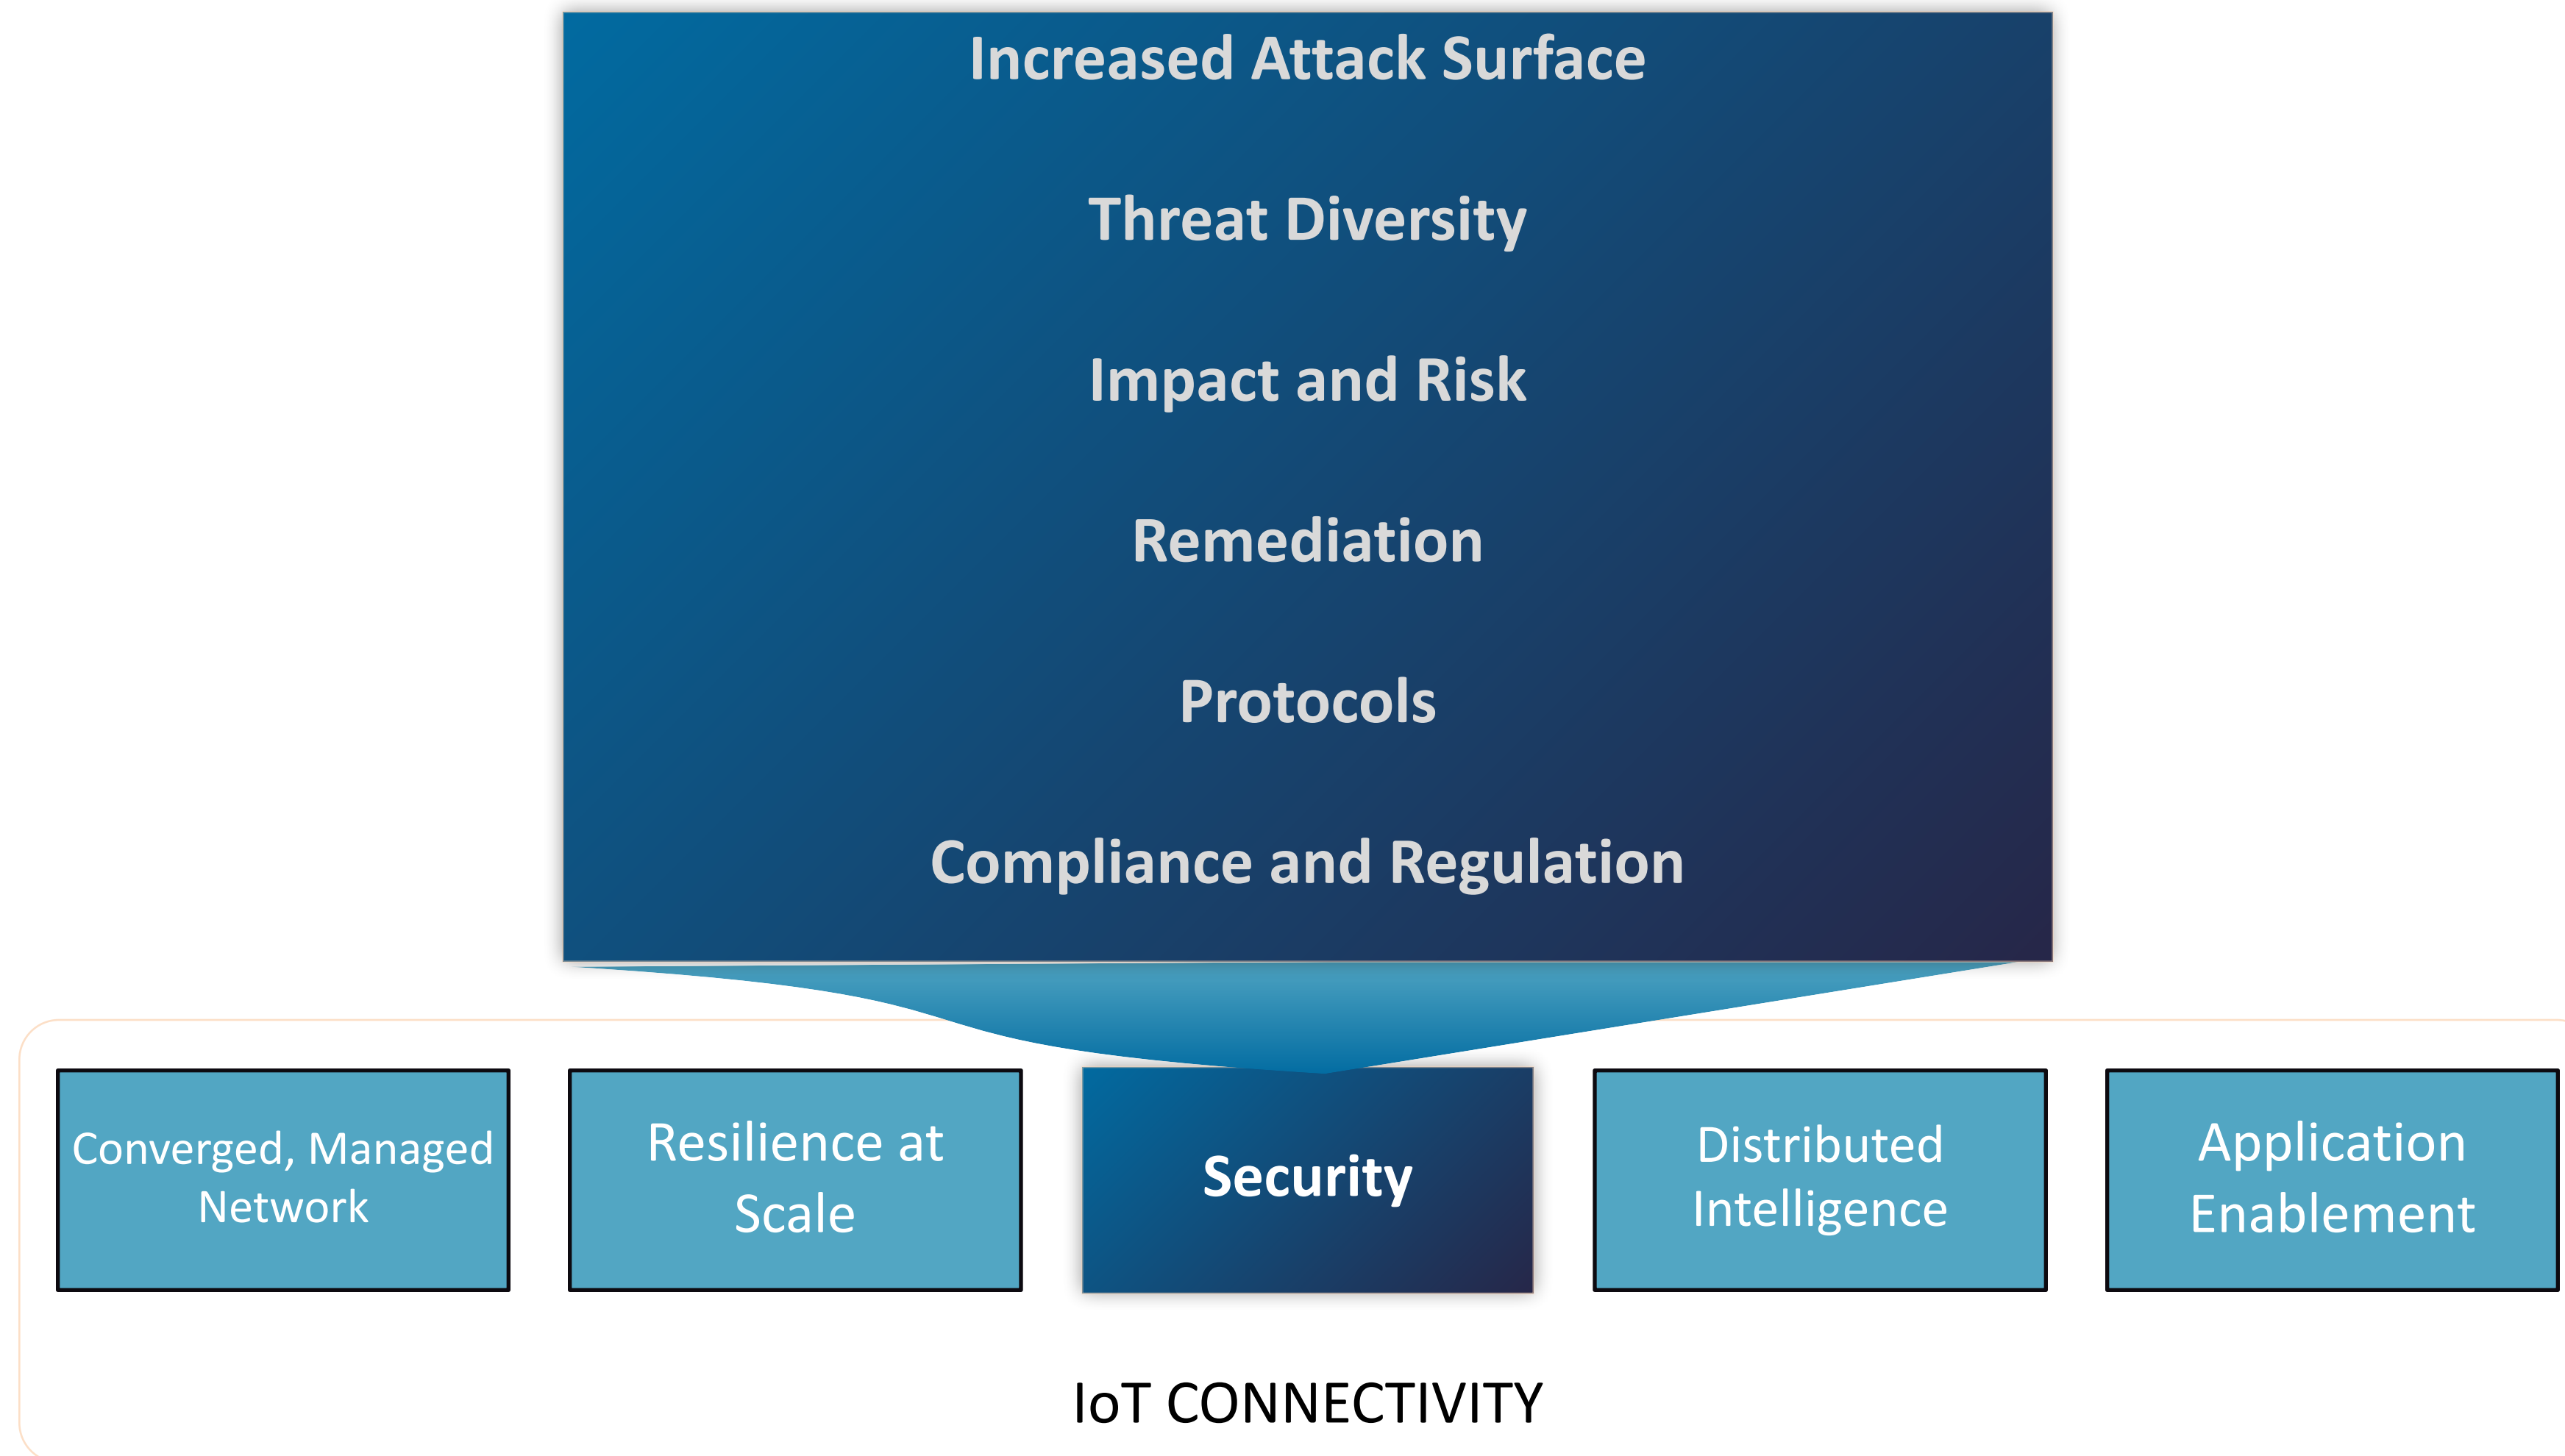 Increased Attack Surface
Threat Diversity
Impact and Risk
Remediation
Protocols
Compliance and Regulation
Converged, Managed
Network
Resilience at
Scale
Security
Distributed
Intelligence
Application
Enablement
IoT CONNECTIVITY